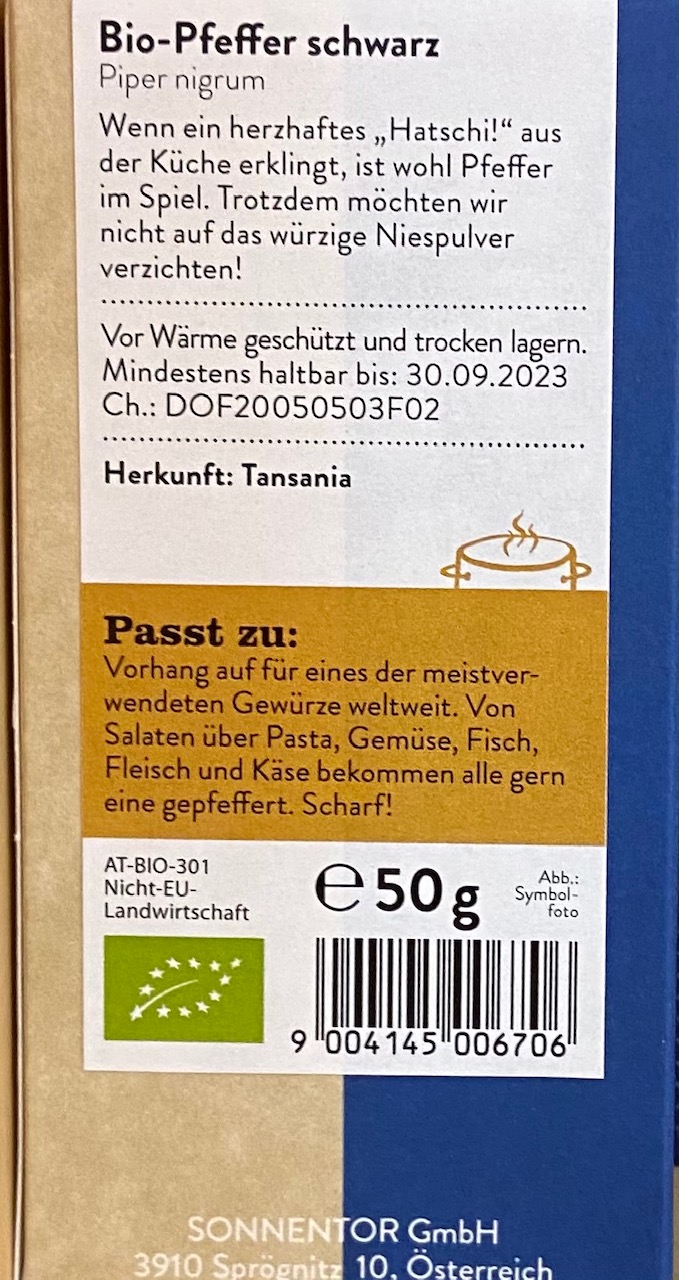 Bio-Pfeffer schwarz
Piper nigrum
Wenn ein herzhaftes „Hatschi!“ aus
der Küche erklingt, ist wohl Pfeffer
im Spiel. Trotzdem möchten wir
nicht auf das würzige Niespulver
verzichten!
Vor Wärme geschützt und trocken lagern.
Mindestens haltbar bis: 30.09.2023
Ch.: DOF20050503F02
Herkunft: Tansania
Passt zu:
Vorhang auf für eines der meistver-
wendeten Gewürze weltweit. Von
Salaten über Pasta, Gemüse, Fisch,
Fleisch und Käse bekommen alle gern
eine gepfeffert. Scharf!
AT-BIO-301
Nicht-EU-
Landwirtschaft
℮ 50 g
Abb.:
Symbol-
foto
9 004145 006706
SONNENTOR GmbH
3910 Sprögnitz 10, Österreich